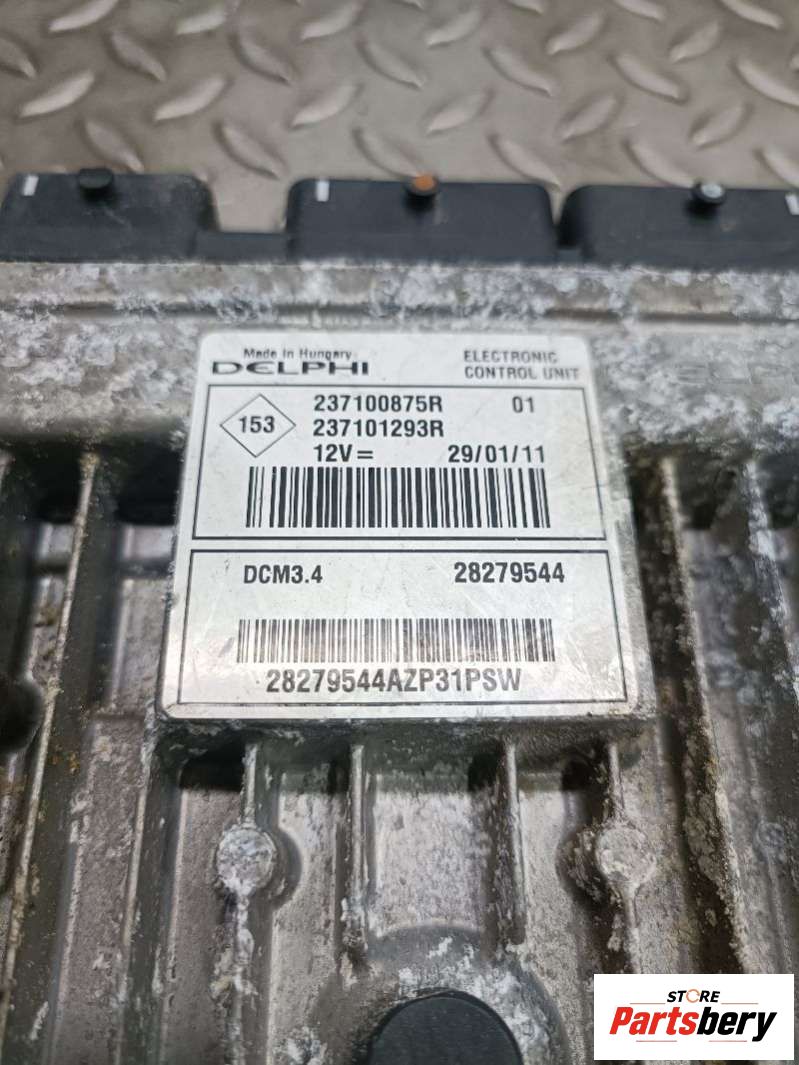 Made in Hungary
DELPHI
ELECTRONIC
CONTROL UNIT
153
237100875R 01
237101293R
12V= 29/01/11
DCM3.4 28279544
28279544AZP31PSW
STORE
Partsbery